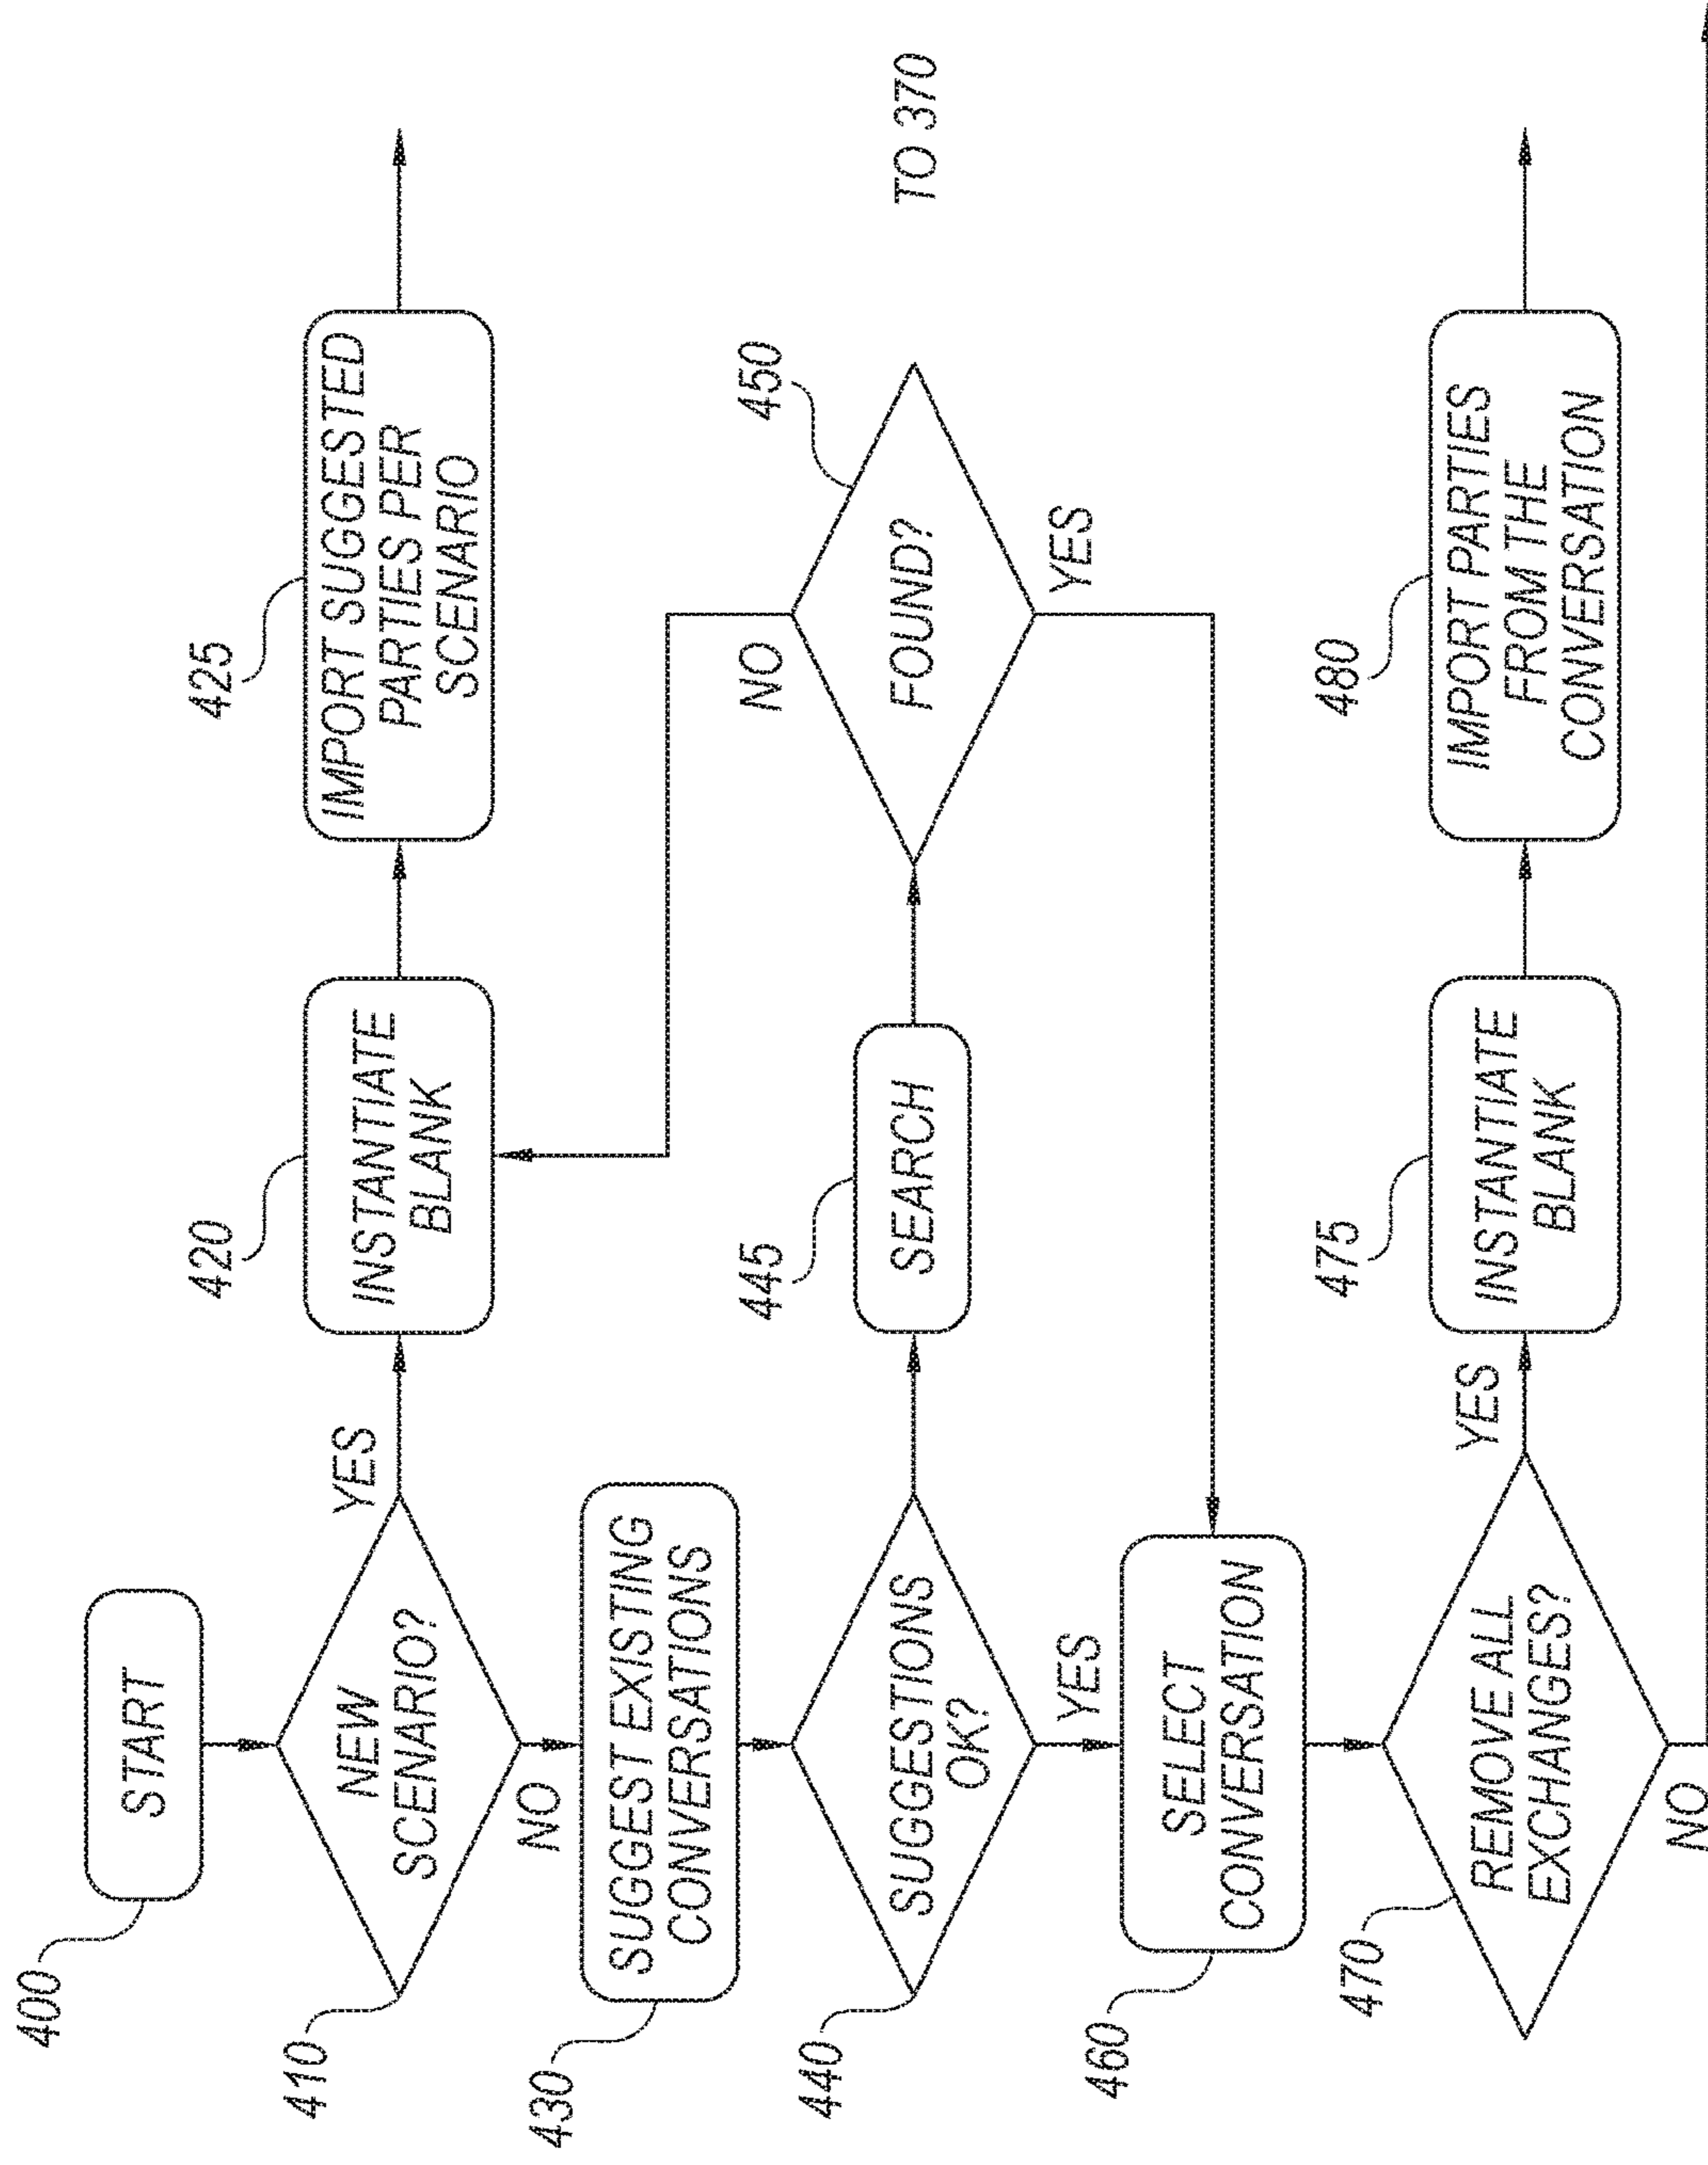 400
START
410
NEW
SCENARIO?
YES
NO
420
INSTANTIATE
BLANK
425
IMPORT SUGGESTED
PARTIES PER
SCENARIO
430
SUGGEST EXISTING
CONVERSATIONS
440
SUGGESTIONS
OK?
YES
445
SEARCH
450
FOUND?
NO
YES
TO 370
460
SELECT
CONVERSATION
470
REMOVE ALL
EXCHANGES?
YES
NO
475
INSTANTIATE
BLANK
480
IMPORT PARTIES
FROM THE
CONVERSATION